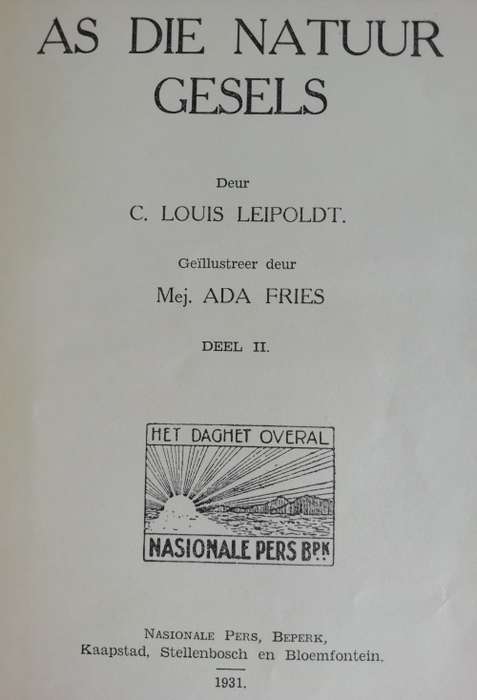 AS DIE NATUUR
GESELS
Deur
C. LOUIS LEIPOLDT.
Geïllustreer deur
Mej. ADA FRIES
DEEL II.
HET DAGHET OVERAL
NASIONALE PERS BPK
NASIONALE PERS, BEPERK,
Kaapstad, Stellenbosch en Bloemfontein.
1931.